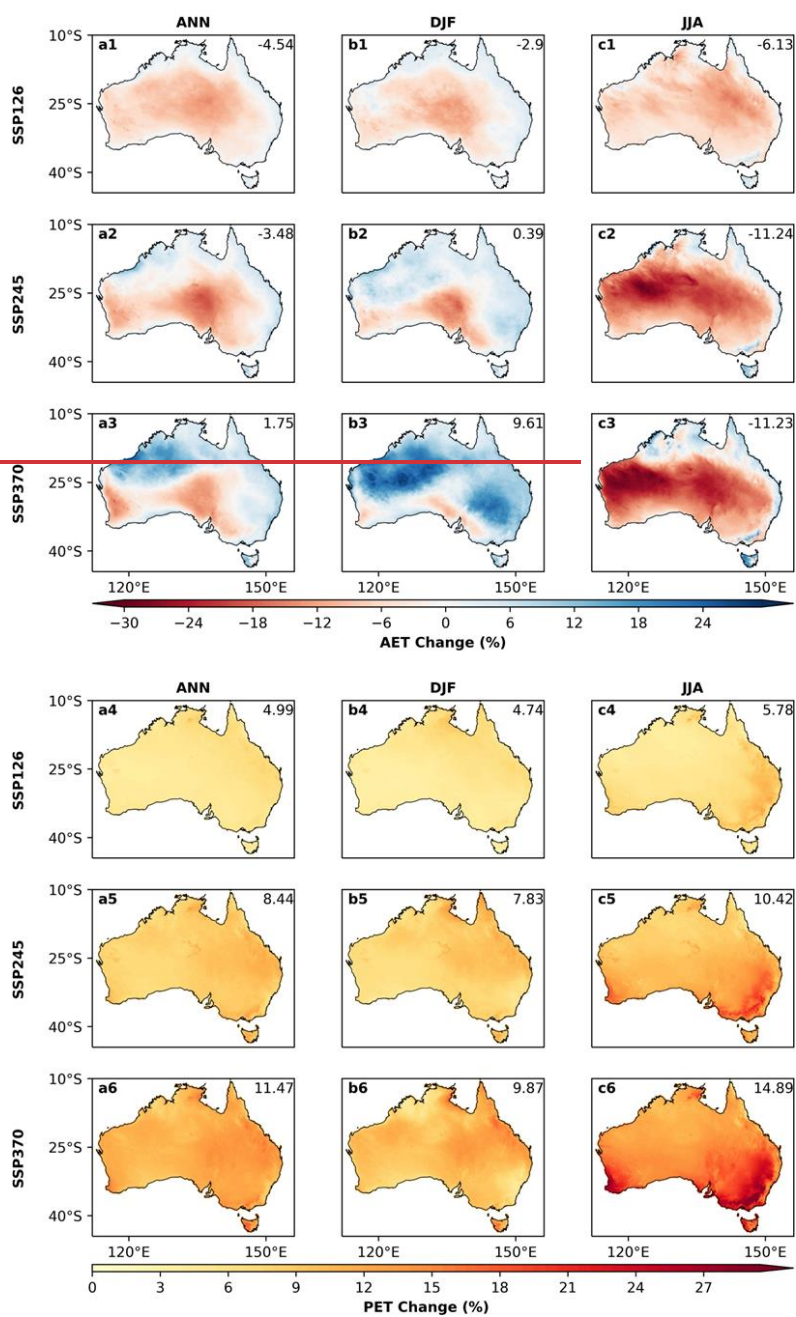 ANN DJF JJA
10°S a1 -4.54 b1 -2.9 c1 -6.13
SSP126
25°S
40°S
10°S a2 -3.48 b2 0.39 c2 -11.24
SSP245
25°S
40°S
10°S a3 1.75 b3 9.61 c3 -11.23
SSP370
25°S
40°S
120°E 150°E 120°E 150°E 120°E 150°E
−30 −24 −18 −12 −6 0 6 12 18 24
AET Change (%)
ANN DJF JJA
10°S a4 4.99 b4 4.74 c4 5.78
SSP126
25°S
40°S
10°S a5 8.44 b5 7.83 c5 10.42
SSP245
25°S
40°S
10°S a6 11.47 b6 9.87 c6 14.89
SSP370
25°S
40°S
120°E 150°E 120°E 150°E 120°E 150°E
0 3 6 9 12 15 18 21 24 27
PET Change (%)